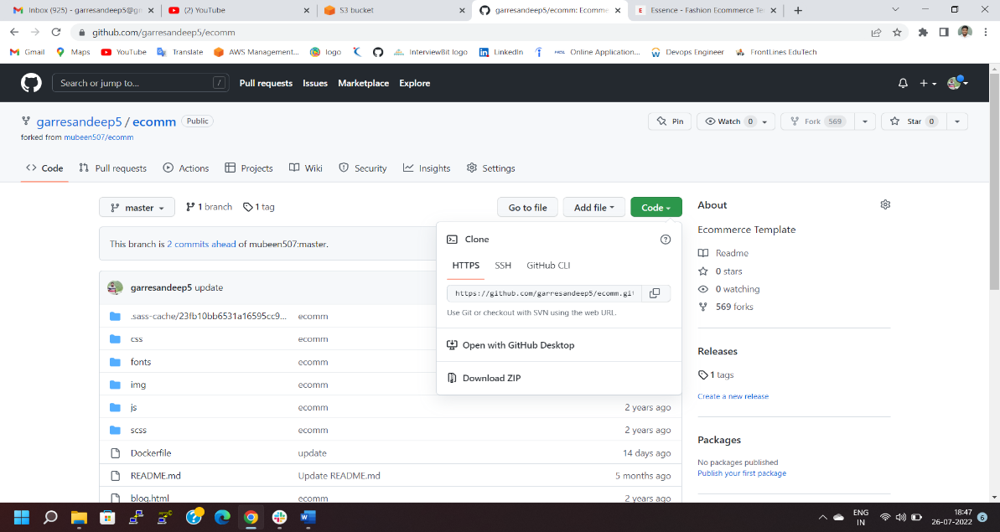 Inbox (925) - garresandeep5@gm
(2) YouTube
S3 bucket
garresandeep5/ecomm: Ecomme
Essence - Fashion Ecommerce Te
github.com/garresandeep5/ecomm
Gmail Maps YouTube Translate AWS Management... logo InterviewBit logo LinkedIn Online Application... Devops Engineer FrontLines EduTech
Search or jump to... /
Pull requests Issues Marketplace Explore
garresandeep5 / ecomm Public
forked from mubeen507/ecomm
Pin Watch 0 Fork 569 Star 0
Code Pull requests Actions Projects Wiki Security Insights Settings
master 1 branch 1 tag Go to file Add file Code
This branch is 2 commits ahead of mubeen507:master.
Clone
HTTPS SSH GitHub CLI
https://github.com/garresandeep5/ecomm.git
Use Git or checkout with SVN using the web URL.
Open with GitHub Desktop
Download ZIP
garresandeep5 update
.sass-cache/23fb10bb6531a16595cc9... ecomm
css ecomm
fonts ecomm
img ecomm
js ecomm 2 years ago
scss ecomm 2 years ago
Dockerfile update 14 days ago
README.md Update README.md 5 months ago
blog.html ecomm 2 years ago
About
Ecommerce Template
Readme
0 stars
0 watching
569 forks
Releases
1 tags
Create a new release
Packages
No packages published
Publish your first package
ENG
IN
18:47
26-07-2022
6